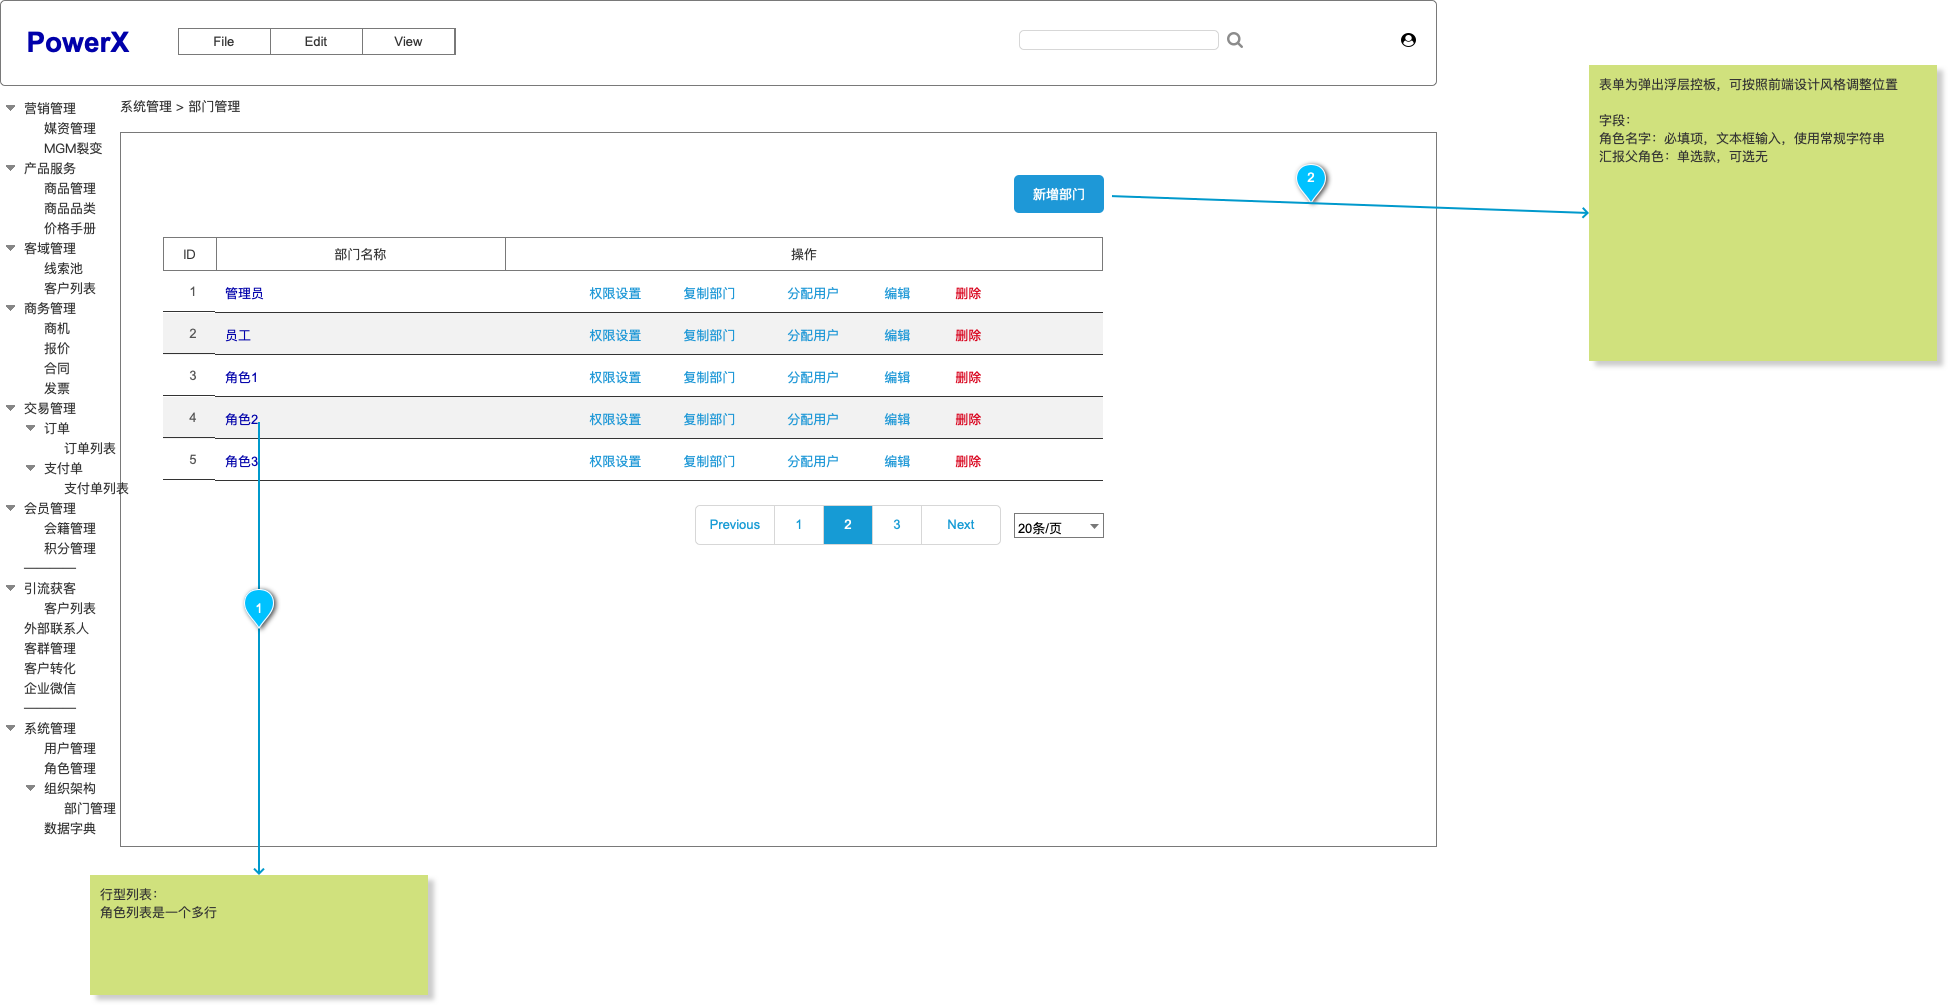 PowerX
File
Edit
View
系统管理 > 部门管理
营销管理
媒资管理
MGM裂变
产品服务
商品管理
商品品类
价格手册
客域管理
线索池
客户列表
商务管理
商机
报价
合同
发票
交易管理
订单
订单列表
支付单
支付单列表
会员管理
会籍管理
积分管理
引流获客
客户列表
外部联系人
客群管理
客户转化
企业微信
系统管理
用户管理
角色管理
组织架构
部门管理
数据字典
新增部门
ID 部门名称 操作
1 管理员 权限设置 复制部门 分配用户 编辑 删除
2 员工 权限设置 复制部门 分配用户 编辑 删除
3 角色1 权限设置 复制部门 分配用户 编辑 删除
4 角色2 权限设置 复制部门 分配用户 编辑 删除
5 角色3 权限设置 复制部门 分配用户 编辑 删除
Previous 1 2 3 Next 20条/页
2
表单为弹出浮层控板，可按照前端设计风格调整位置
字段：
角色名字：必填项，文本框输入，使用常规字符串
汇报父角色：单选款，可选无
1
行型列表：
角色列表是一个多行